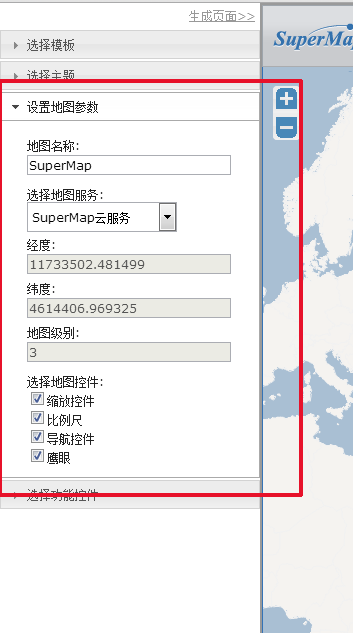 生成页面>>
选择模板
选择主题
设置地图参数
地图名称:
SuperMap
选择地图服务:
SuperMap云服务
经度:
11733502.481499
纬度:
4614406.969325
地图级别:
3
选择地图控件:
缩放控件
比例尺
导航控件
鹰眼
选择功能控件
SuperMap